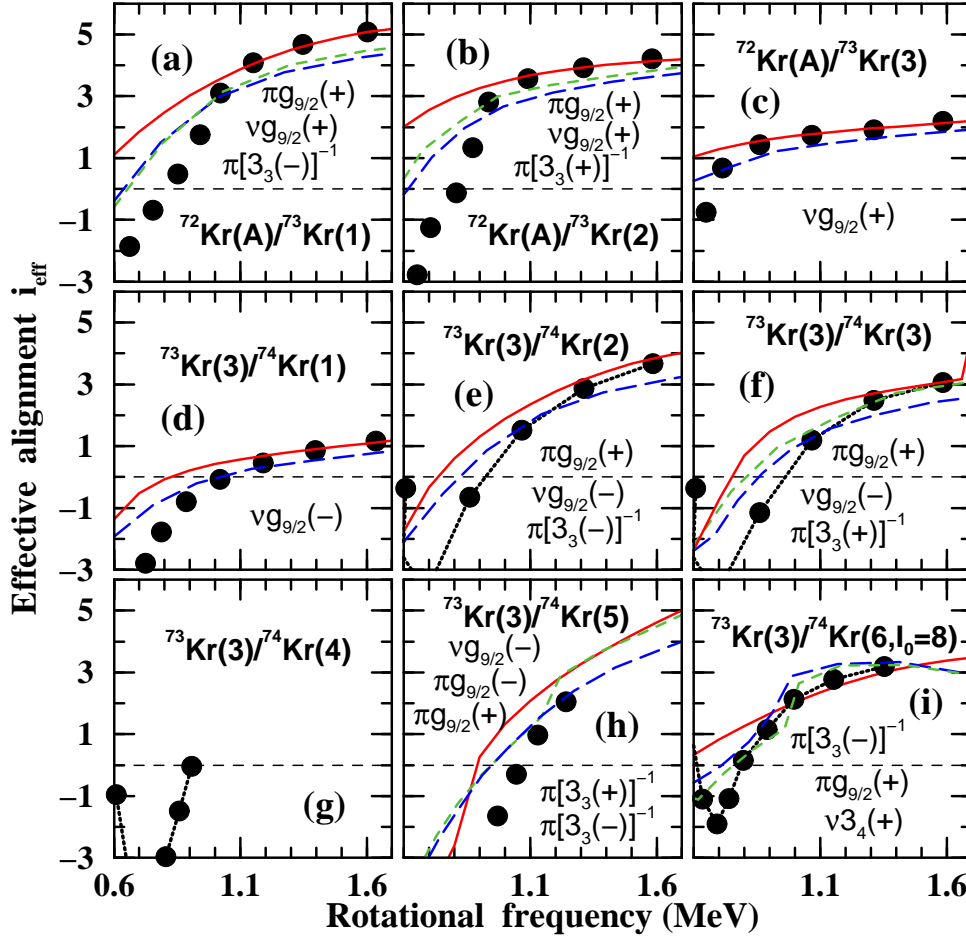 Effective alignment i_eff
5
3
1
−1
−3
(a)
πg9/2(+)
νg9/2(+)
π[3₃(−)]⁻¹
⁷²Kr(A)/⁷³Kr(1)
(b)
πg9/2(+)
νg9/2(+)
π[3₃(+)]⁻¹
⁷²Kr(A)/⁷³Kr(2)
⁷²Kr(A)/⁷³Kr(3)
(c)
νg9/2(+)
5
3
1
−1
−3
⁷³Kr(3)/⁷⁴Kr(1)
(d)
νg9/2(−)
⁷³Kr(3)/⁷⁴Kr(2)
(e)
πg9/2(+)
νg9/2(−)
π[3₃(−)]⁻¹
⁷³Kr(3)/⁷⁴Kr(3)
(f)
πg9/2(+)
νg9/2(−)
π[3₃(+)]⁻¹
5
3
1
−1
−3
⁷³Kr(3)/⁷⁴Kr(4)
(g)
⁷³Kr(3)/⁷⁴Kr(5)
νg9/2(−)
πg9/2(−)
πg9/2(+)
(h)
π[3₃(+)]⁻¹
π[3₃(−)]⁻¹
⁷³Kr(3)/⁷⁴Kr(6,I₀=8)
(i)
π[3₃(−)]⁻¹
πg9/2(+)
ν3₄(+)
0.6 1.1 1.6 1.1 1.6 1.1 1.6
Rotational frequency (MeV)